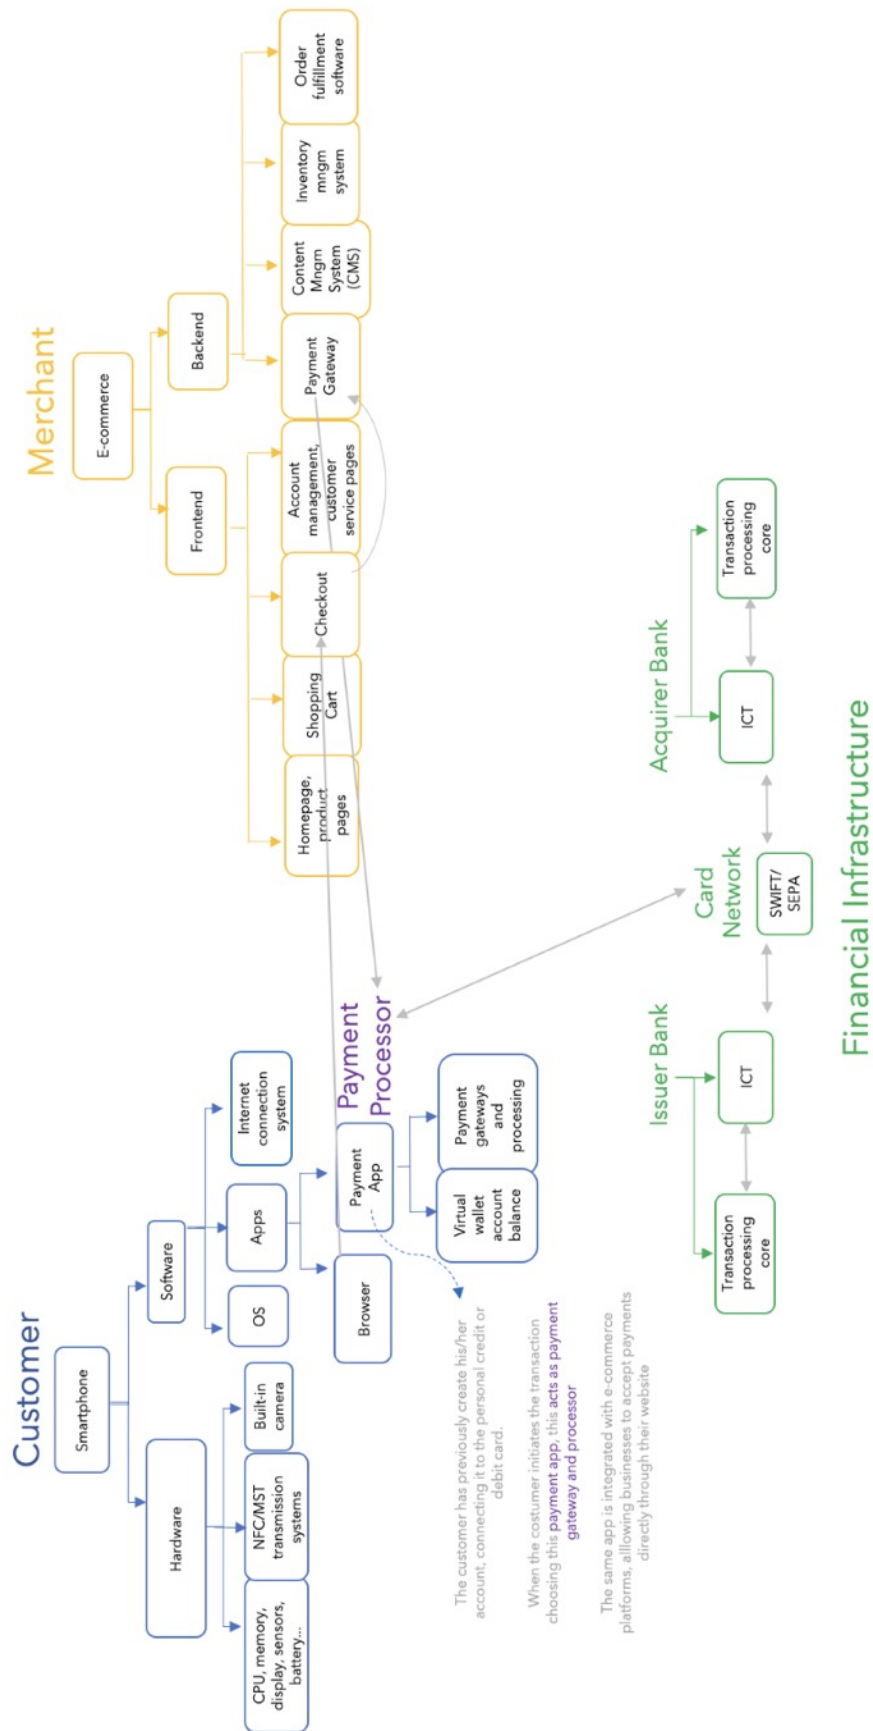 Customer
Smartphone
Hardware
Software
CPU, memory,
display, sensors,
battery...
NFC/MST
transmission
systems
Built-in
camera
OS
Apps
Internet
connection
system
Browser
Payment
App
Virtual
wallet
account
balance
Payment
gateways
and
processing
The customer has previously create his/her
account, connecting it to the personal credit or
debit card.
When the costumer initiates the transaction
choosing this payment app, this acts as payment
gateway and processor
The same app is integrated with e-commerce
platforms, allowing businesses to accept payments
directly through their website
Payment
Processor
Merchant
E-commerce
Frontend
Backend
Homepage,
product
pages
Shopping
Cart
Checkout
Account
management,
customer
service pages
Payment
Gateway
Content
Mngm
System
(CMS)
Inventory
mngm
system
Order
fulfillment
software
Issuer Bank
Transaction
processing
core
ICT
Card
Network
SWIFT/
SEPA
Acquirer Bank
ICT
Transaction
processing
core
Financial Infrastructure